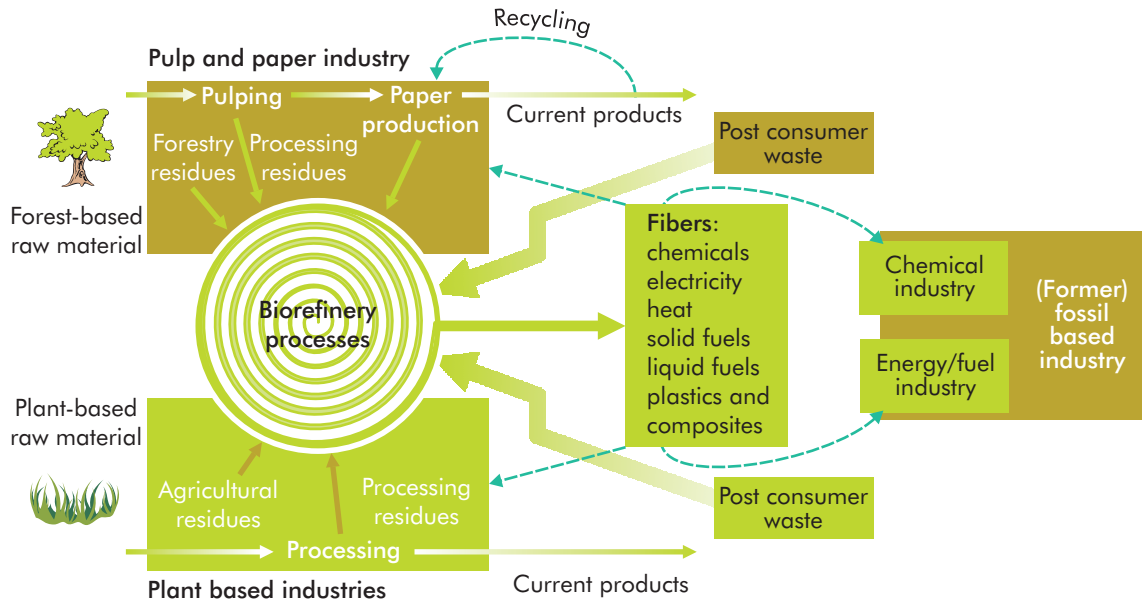 Recycling
Pulp and paper industry
Pulping
Paper
production
Current products
Forestry
residues
Processing
residues
Post consumer
waste
Forest-based
raw material
Fibers:
chemicals
electricity
heat
solid fuels
liquid fuels
plastics and
composites
Chemical
industry
(Former)
fossil
based
industry
Energy/fuel
industry
Biorefinery
processes
Plant-based
raw material
Agricultural
residues
Processing
residues
Post consumer
waste
Processing
Plant based industries
Current products